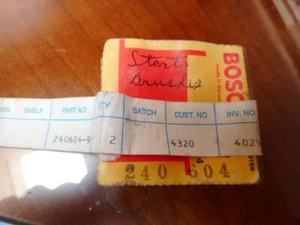 Starter
Brushes
BOSC
BIN SHELF PART NO QTY BATCH CUST. NO INV. NO
240604-9 2 4320 402
240 604